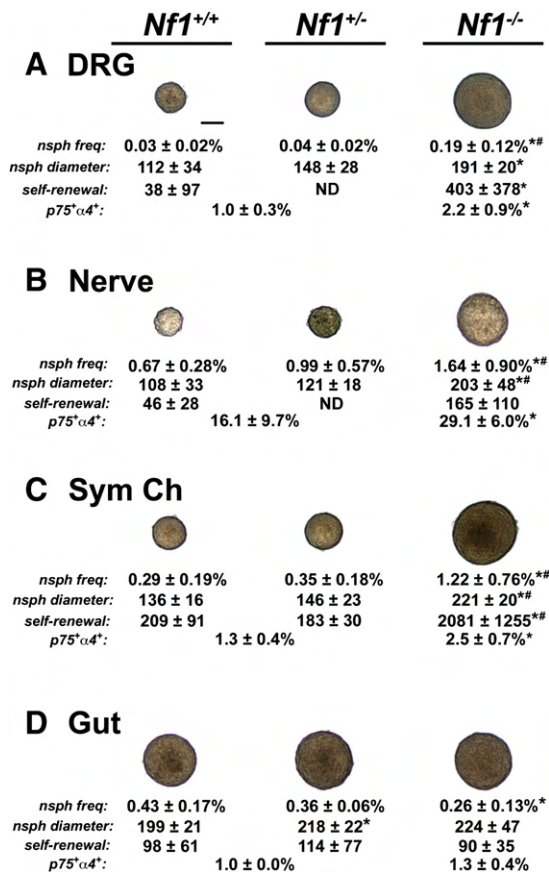 Nf1+/+ Nf1+/- Nf1-/-
A DRG
nsph freq: 0.03 ± 0.02% 0.04 ± 0.02% 0.19 ± 0.12%*#
nsph diameter: 112 ± 34 148 ± 28 191 ± 20*
self-renewal: 38 ± 97 ND 403 ± 378*
p75+α4+: 1.0 ± 0.3% 2.2 ± 0.9%*
B Nerve
nsph freq: 0.67 ± 0.28% 0.99 ± 0.57% 1.64 ± 0.90%*#
nsph diameter: 108 ± 33 121 ± 18 203 ± 48*#
self-renewal: 46 ± 28 ND 165 ± 110
p75+α4+: 16.1 ± 9.7% 29.1 ± 6.0%*
C Sym Ch
nsph freq: 0.29 ± 0.19% 0.35 ± 0.18% 1.22 ± 0.76%*#
nsph diameter: 136 ± 16 146 ± 23 221 ± 20*#
self-renewal: 209 ± 91 183 ± 30 2081 ± 1255*#
p75+α4+: 1.3 ± 0.4% 2.5 ± 0.7%*
D Gut
nsph freq: 0.43 ± 0.17% 0.36 ± 0.06% 0.26 ± 0.13%*
nsph diameter: 199 ± 21 218 ± 22* 224 ± 47
self-renewal: 98 ± 61 114 ± 77 90 ± 35
p75+α4+: 1.0 ± 0.0% 1.3 ± 0.4%